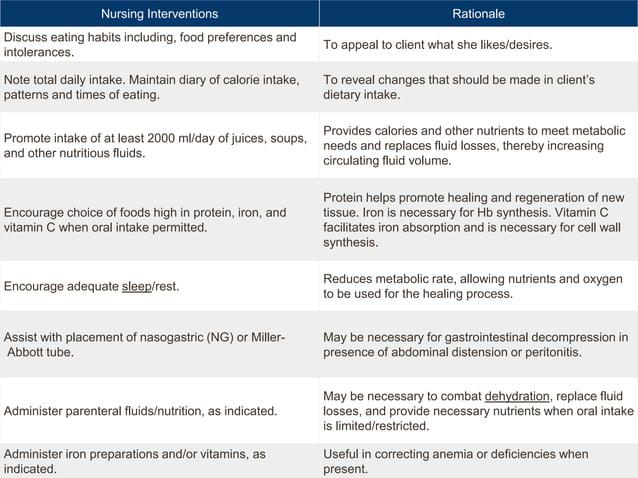 Nursing Interventions
Rationale
Discuss eating habits including, food preferences and
intolerances.
To appeal to client what she likes/desires.
Note total daily intake. Maintain diary of calorie intake,
patterns and times of eating.
To reveal changes that should be made in client's
dietary intake.
Promote intake of at least 2000 ml/day of juices, soups,
and other nutritious fluids.
Provides calories and other nutrients to meet metabolic
needs and replaces fluid losses, thereby increasing
circulating fluid volume.
Encourage choice of foods high in protein, iron, and
vitamin C when oral intake permitted.
Protein helps promote healing and regeneration of new
tissue. Iron is necessary for Hb synthesis. Vitamin C
facilitates iron absorption and is necessary for cell wall
synthesis.
Encourage adequate sleep/rest.
Reduces metabolic rate, allowing nutrients and oxygen
to be used for the healing process.
Assist with placement of nasogastric (NG) or Miller-
Abbott tube.
May be necessary for gastrointestinal decompression in
presence of abdominal distension or peritonitis.
Administer parenteral fluids/nutrition, as indicated.
May be necessary to combat dehydration, replace fluid
losses, and provide necessary nutrients when oral intake
is limited/restricted.
Administer iron preparations and/or vitamins, as
indicated.
Useful in correcting anemia or deficiencies when
present.